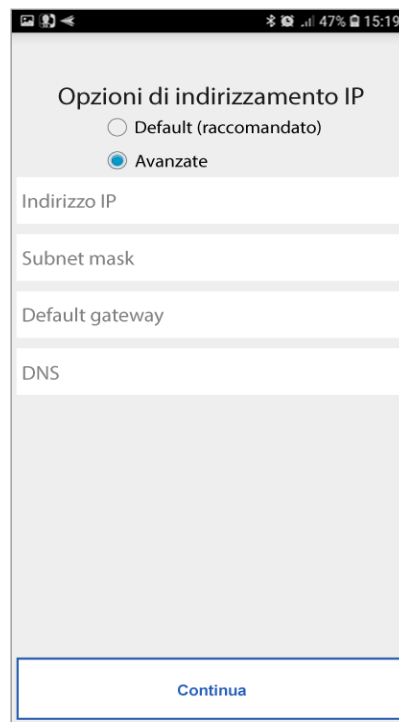 47% 15:19
Opzioni di indirizzamento IP
Default (raccomandato)
Avanzate
Indirizzo IP
Subnet mask
Default gateway
DNS
Continua